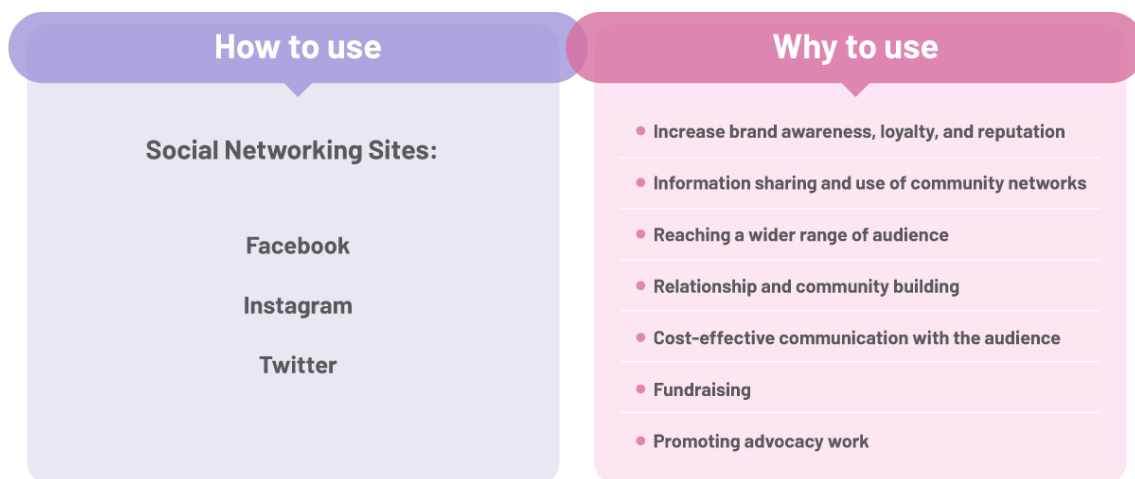 How to use
Social Networking Sites:
Facebook
Instagram
Twitter
Why to use
Increase brand awareness, loyalty, and reputation
Information sharing and use of community networks
Reaching a wider range of audience
Relationship and community building
Cost-effective communication with the audience
Fundraising
Promoting advocacy work